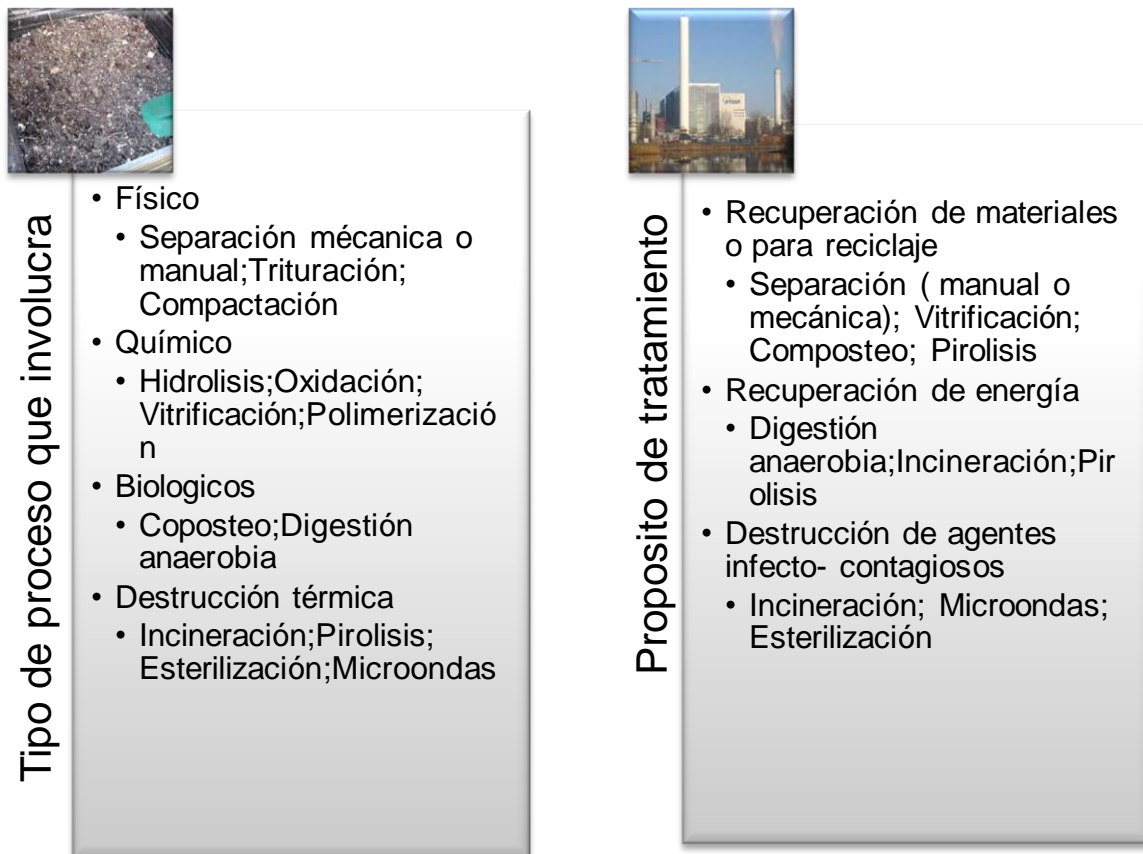 Tipo de proceso que involucra
• Físico
• Separación mécanica o
manual;Trituración;
Compactación
• Químico
• Hidrolisis;Oxidación;
Vitrificación;Polimerizació
n
• Biologicos
• Coposteo;Digestión
anaerobia
• Destrucción térmica
• Incineración;Pirolisis;
Esterilización;Microondas
Proposito de tratamiento
• Recuperación de materiales
o para reciclaje
• Separación ( manual o
mecánica); Vitrificación;
Composteo; Pirolisis
• Recuperación de energía
• Digestión
anaerobia;Incineración;Pir
olisis
• Destrucción de agentes
infecto- contagiosos
• Incineración; Microondas;
Esterilización